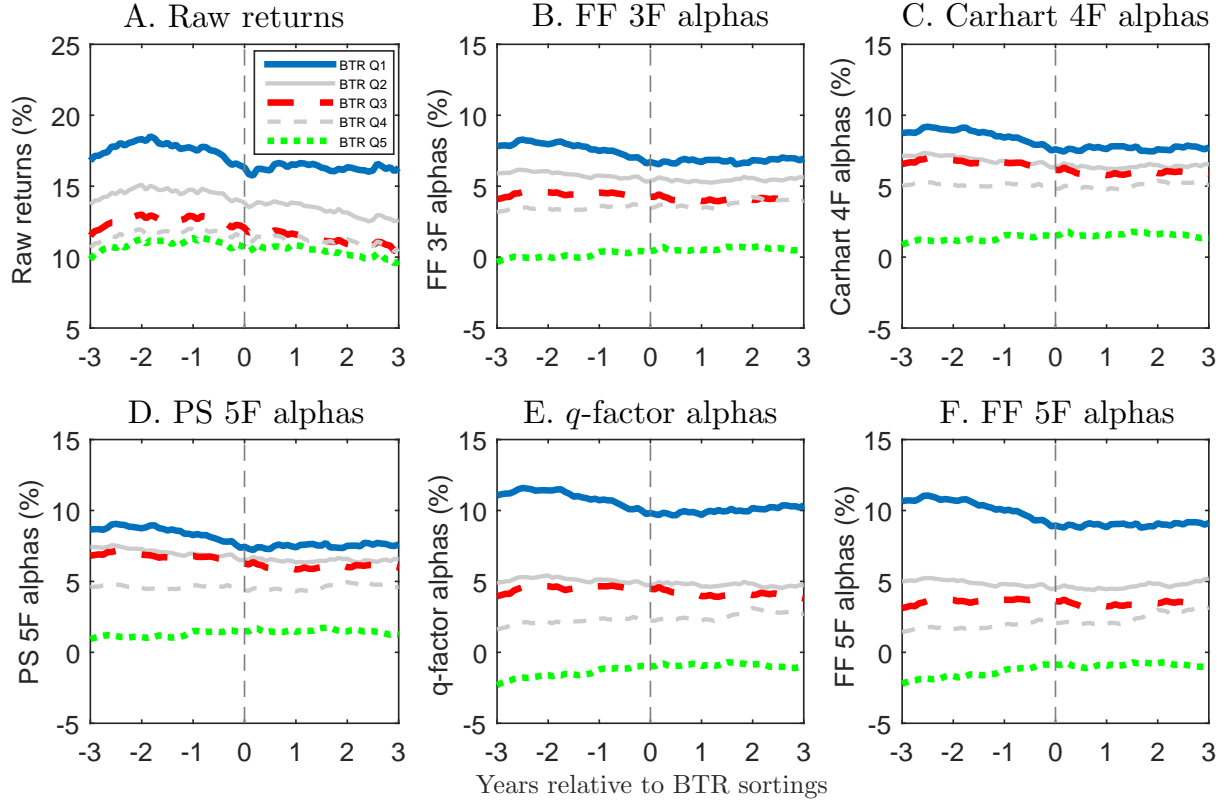 A. Raw returns
B. FF 3F alphas
C. Carhart 4F alphas
Raw returns (%)
25
20
15
10
5
-3 -2 -1 0 1 2 3
BTR Q1
BTR Q2
BTR Q3
BTR Q4
BTR Q5
FF 3F alphas (%)
15
10
5
0
-5
-3 -2 -1 0 1 2 3
Carhart 4F alphas (%)
15
10
5
0
-5
-3 -2 -1 0 1 2 3
D. PS 5F alphas
E. q-factor alphas
F. FF 5F alphas
PS 5F alphas (%)
15
10
5
0
-5
-3 -2 -1 0 1 2 3
q-factor alphas (%)
15
10
5
0
-5
-3 -2 -1 0 1 2 3
FF 5F alphas (%)
15
10
5
0
-5
-3 -2 -1 0 1 2 3
Years relative to BTR sortings